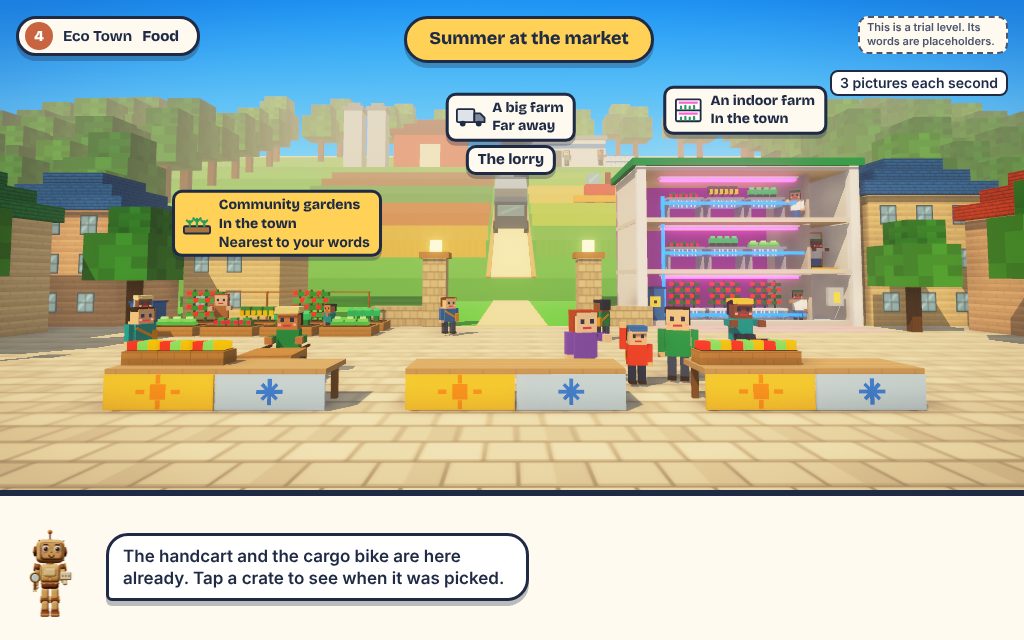 4 Eco Town Food
Summer at the market
This is a trial level. Its
words are placeholders.
3 pictures each second
A big farm
Far away
An indoor farm
In the town
The lorry
Community gardens
In the town
Nearest to your words
The handcart and the cargo bike are here
already. Tap a crate to see when it was picked.